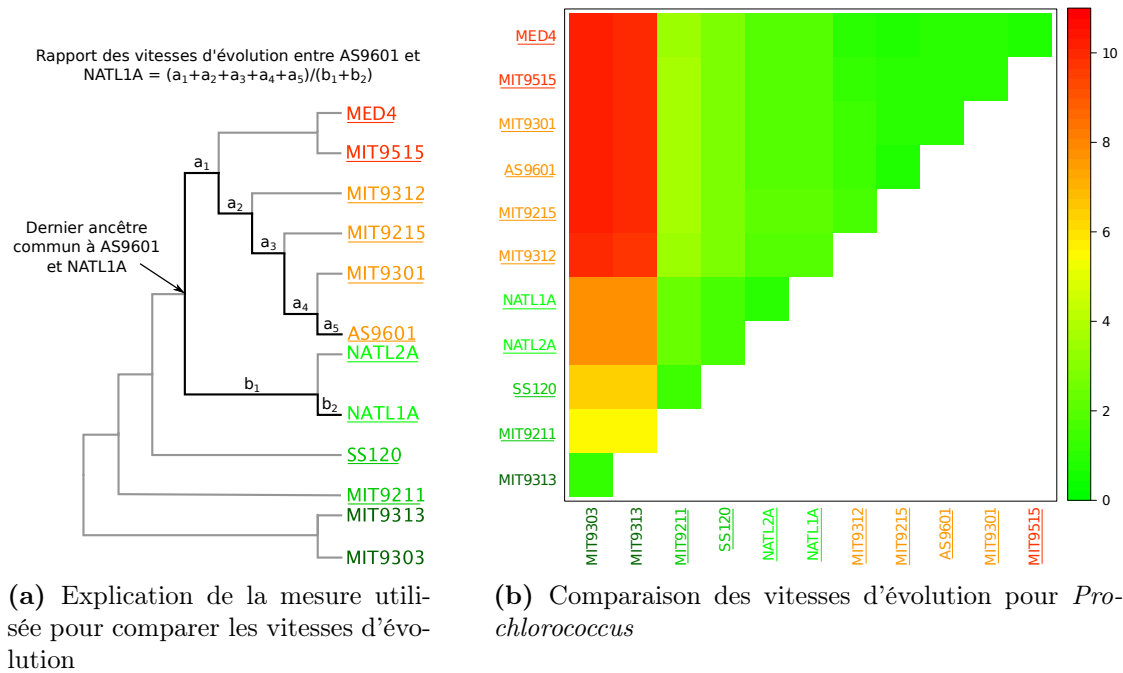 Rapport des vitesses d'évolution entre AS9601 et
NATL1A = (a₁+a₂+a₃+a₄+a₅)/(b₁+b₂)
MED4
MIT9515
a₁
MIT9312
a₂
Dernier ancêtre
commun à AS9601
et NATL1A
MIT9215
a₃
MIT9301
a₄
a₅
AS9601
NATL2A
b₁
b₂
NATL1A
SS120
MIT9211
MIT9313
MIT9303
(a) Explication de la mesure utili-
sée pour comparer les vitesses d'évo-
lution
MED4
MIT9515
MIT9301
AS9601
MIT9215
MIT9312
NATL1A
NATL2A
SS120
MIT9211
MIT9313
MIT9303
MIT9313
MIT9211
SS120
NATL2A
NATL1A
MIT9312
MIT9215
AS9601
MIT9301
MIT9515
10
8
6
4
2
0
(b) Comparaison des vitesses d'évolution pour Pro-
chlorococcus